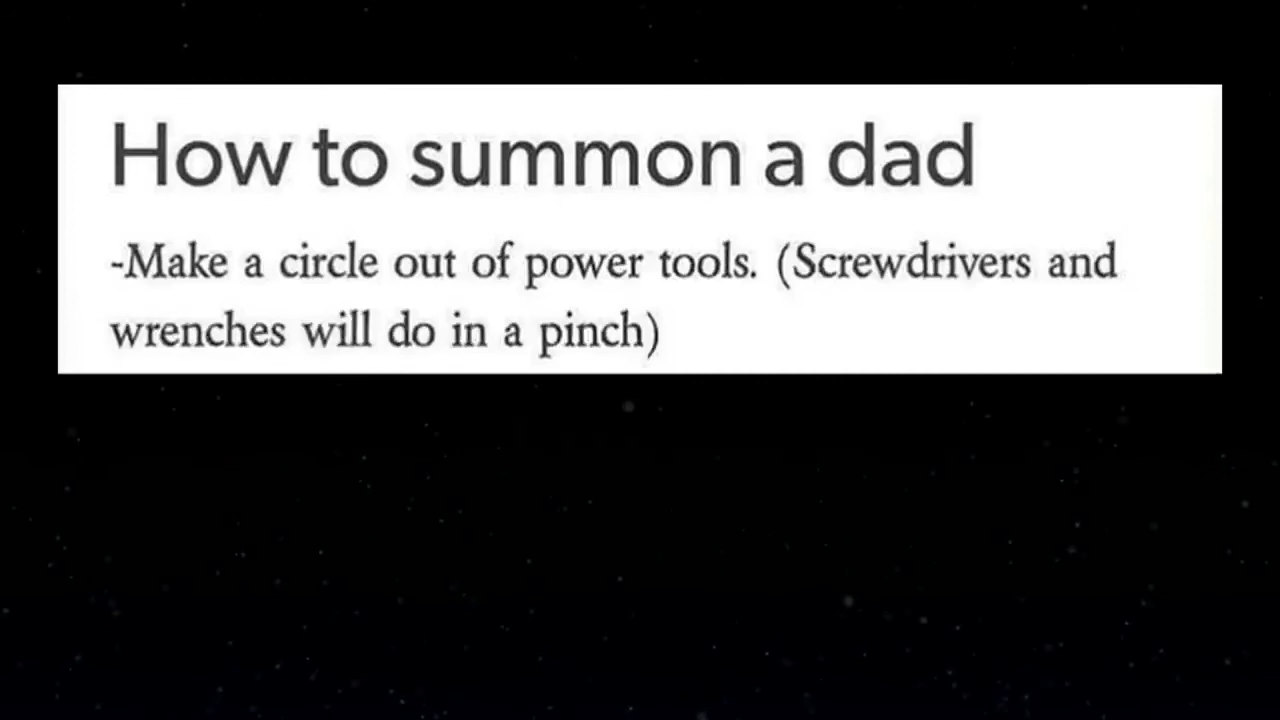 How to summon a dad
-Make a circle out of power tools. (Screwdrivers and
wrenches will do in a pinch)